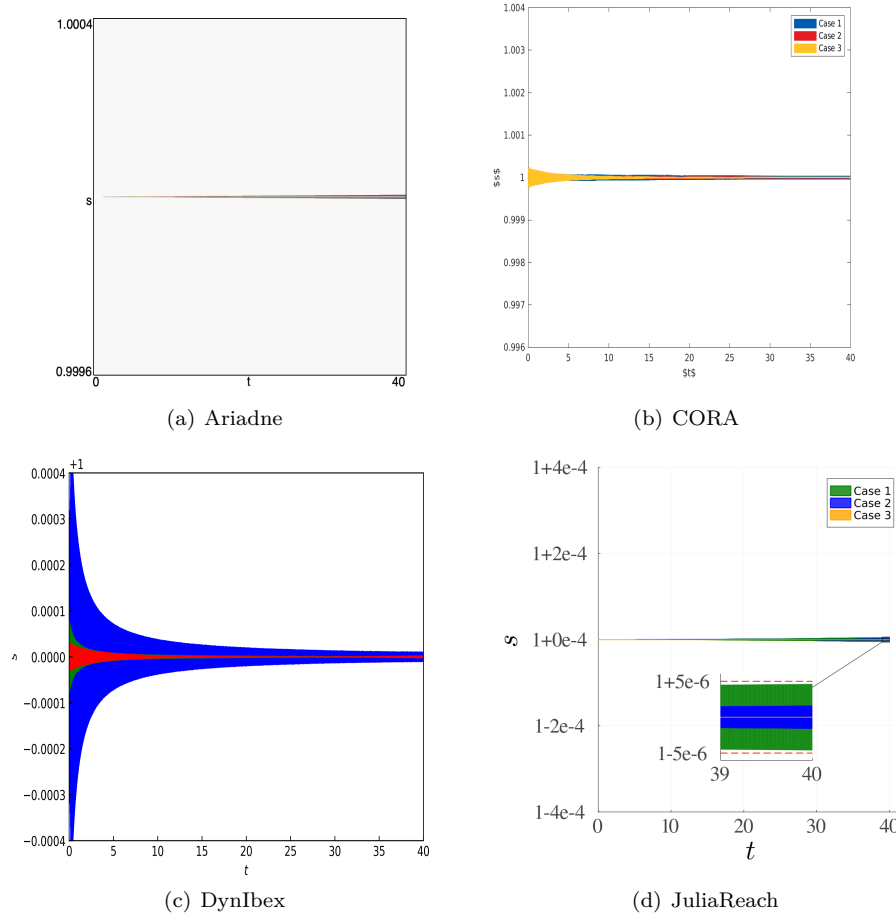 1.0004
s
0.9996
0
t
40
(a) Ariadne
1.004
1.002
1.001
1
0.999
0.998
0.997
0.996
$s$
0 5 10 15 20 25 30 35 40
$t$
Case 1
Case 2
Case 3
(b) CORA
+1
0.0004
0.0003
0.0002
0.0001
0.0000
−0.0001
−0.0002
−0.0003
−0.0004
s
0 5 10 15 20 25 30 35 40
t
(c) DynIbex
1+4e-4
1+2e-4
1+0e-4
1-2e-4
1-4e-4
s
Case 1
Case 2
Case 3
1+5e-6
1-5e-6
39 40
0 10 20 30 40
t
(d) JuliaReach